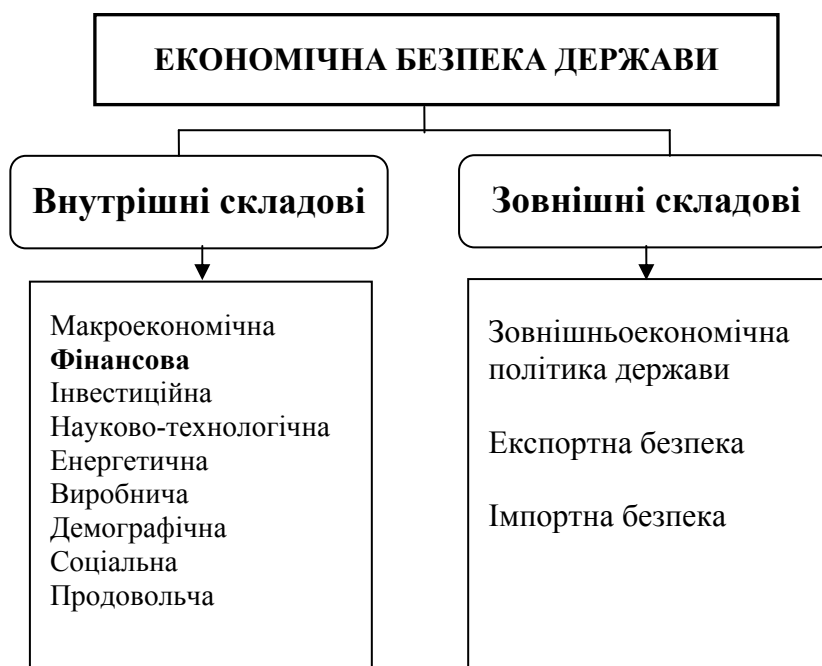 ЕКОНОМІЧНА БЕЗПЕКА ДЕРЖАВИ
Внутрішні складові
Зовнішні складові
Макроекономічна
Фінансова
Інвестиційна
Науково-технологічна
Енергетична
Виробнича
Демографічна
Соціальна
Продовольча
Зовнішньоекономічна
політика держави
Експортна безпека
Імпортна безпека